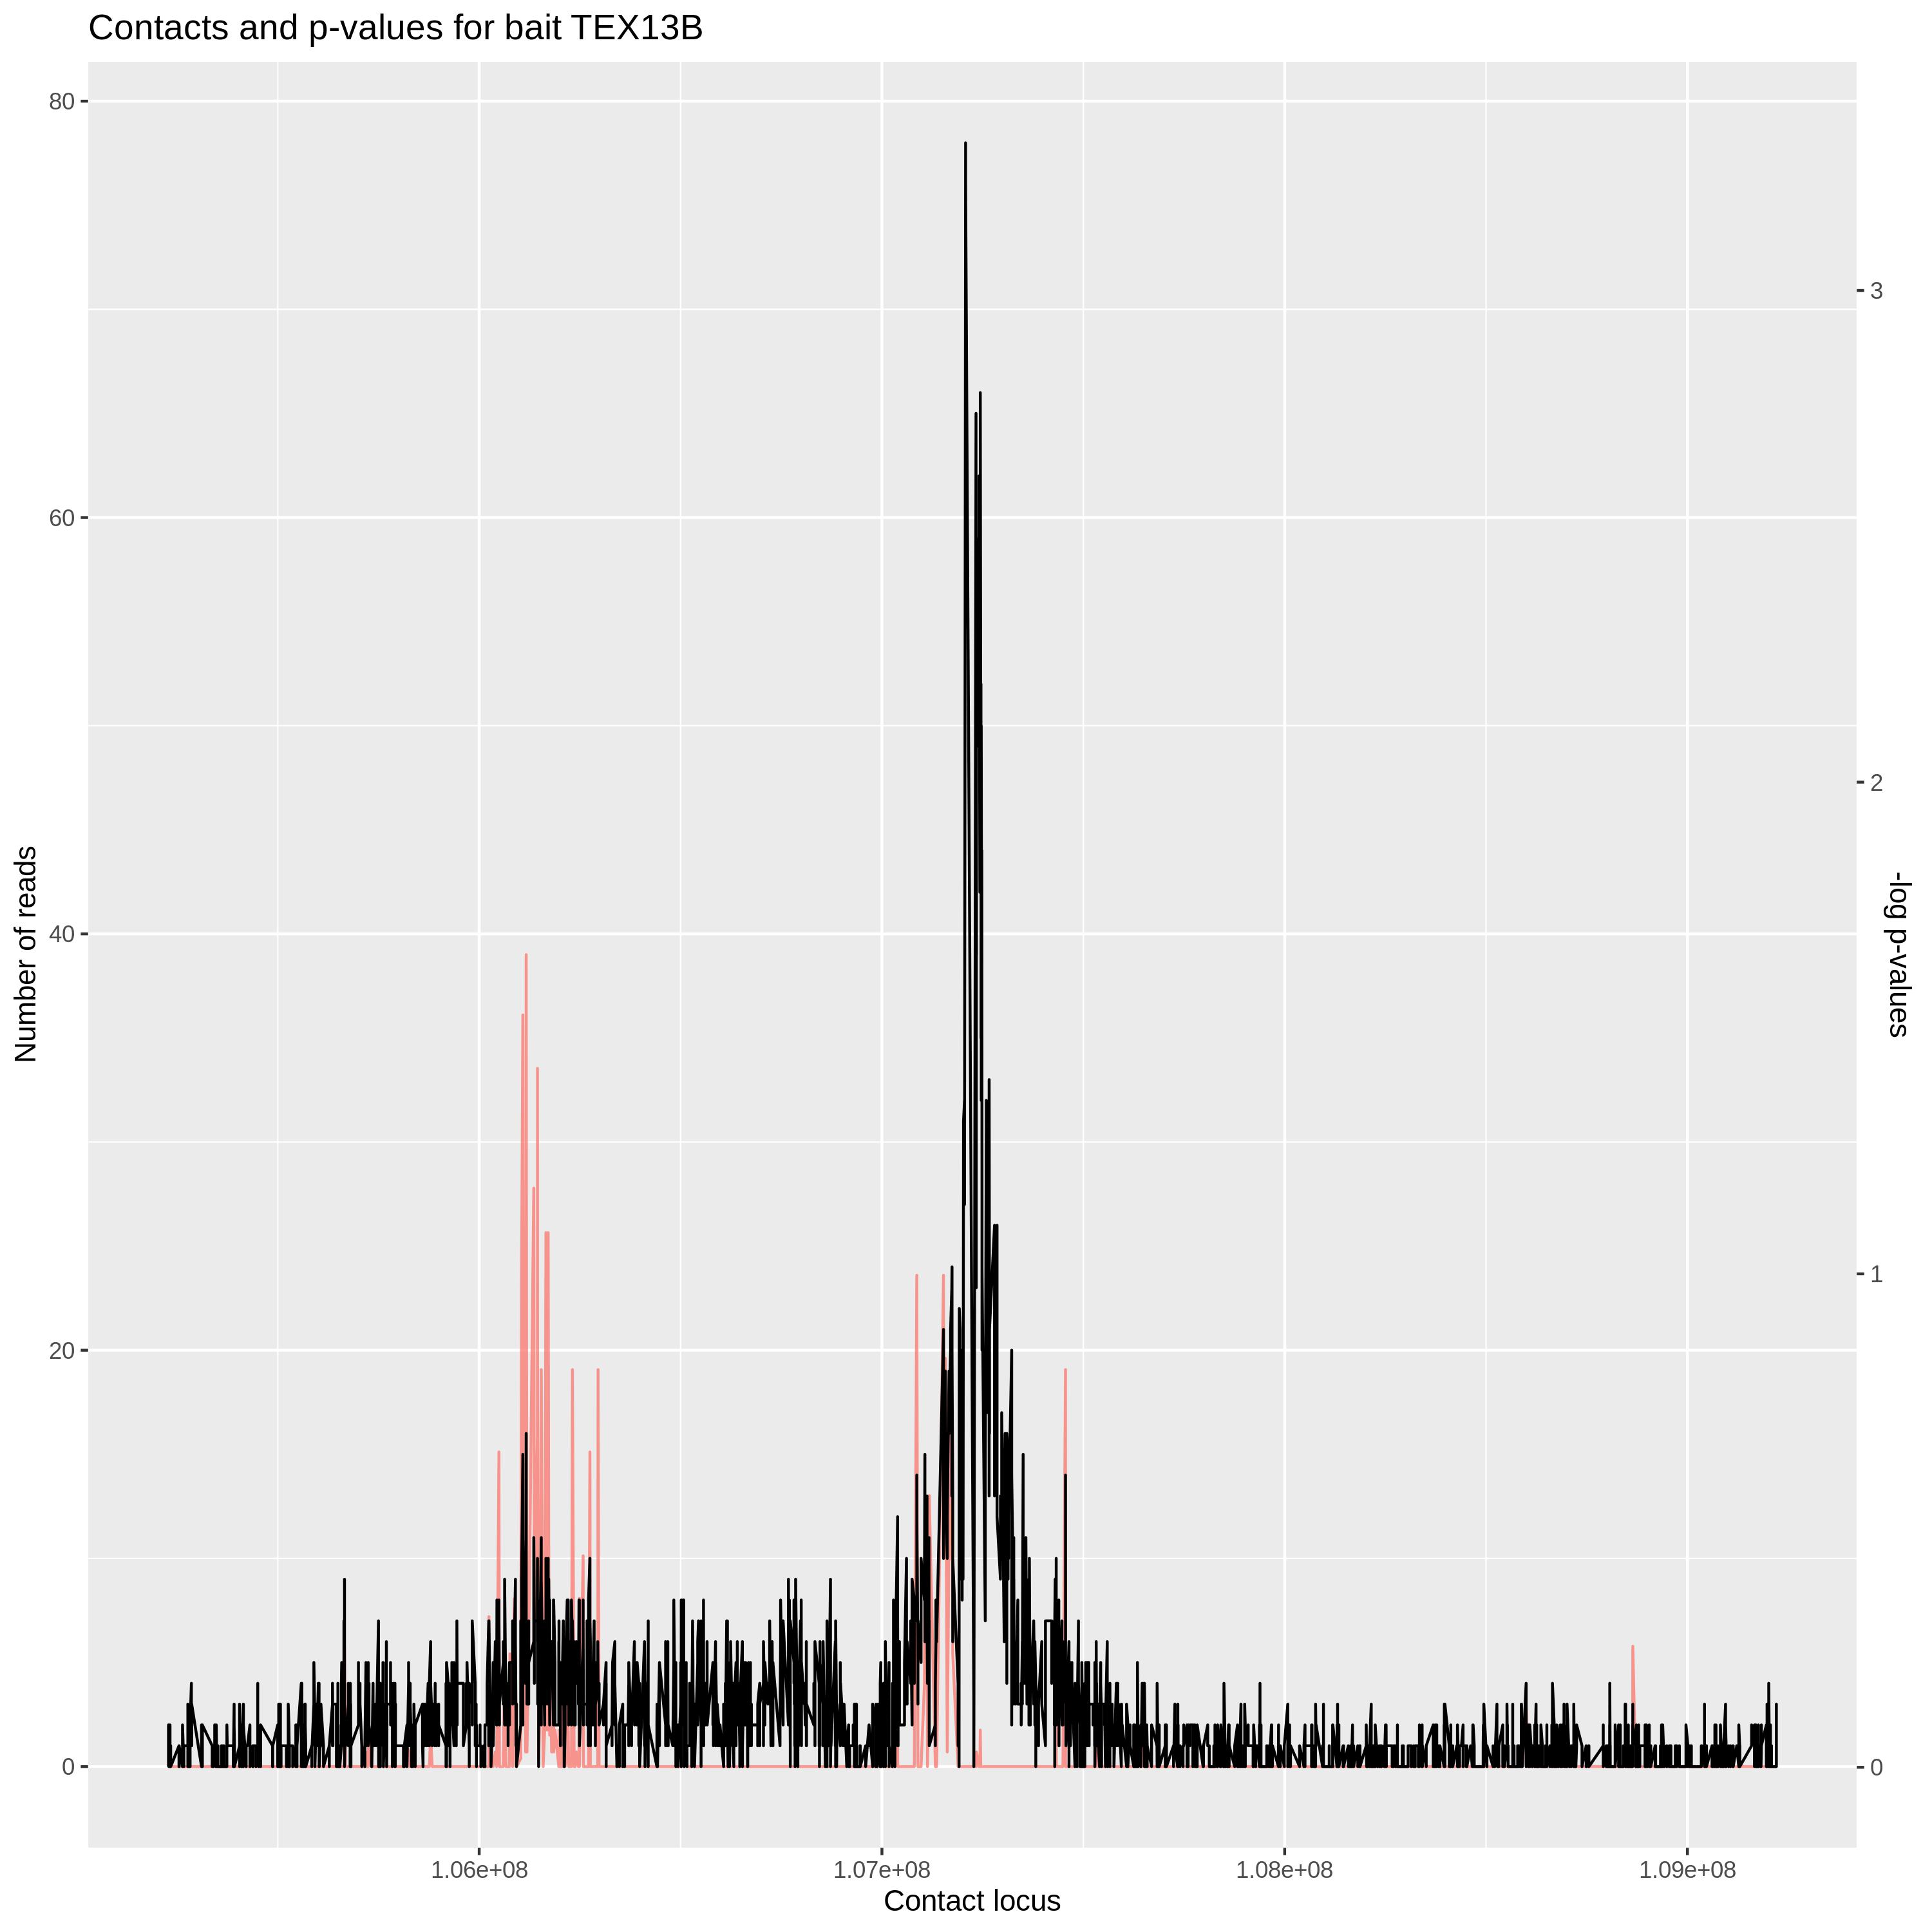 Contacts and p-values for bait TEX13B
80
60
40
20
0
Number of reads
3
2
1
0
-log p-values
1.06e+08 1.07e+08 1.08e+08 1.09e+08
Contact locus